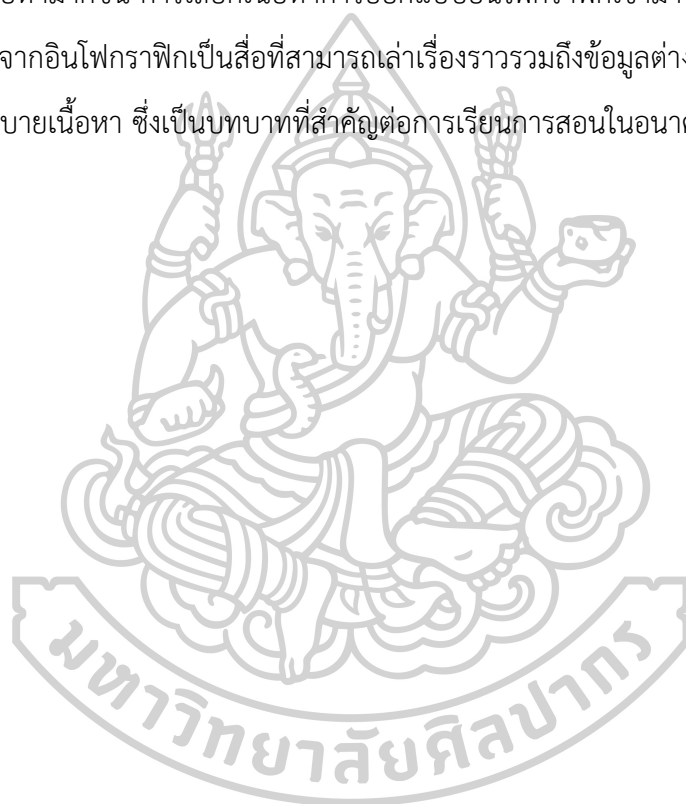 จากอินโฟกราฟิกเป็นสื่อที่สามารถเล่าเรื่องราวรวมถึงข้อมูลต่าง
บายเนื้อหา ซึ่งเป็นบทบาทที่สำคัญต่อการเรียนการสอนในอนาค
มหาวิทยาลัยศิลปากร